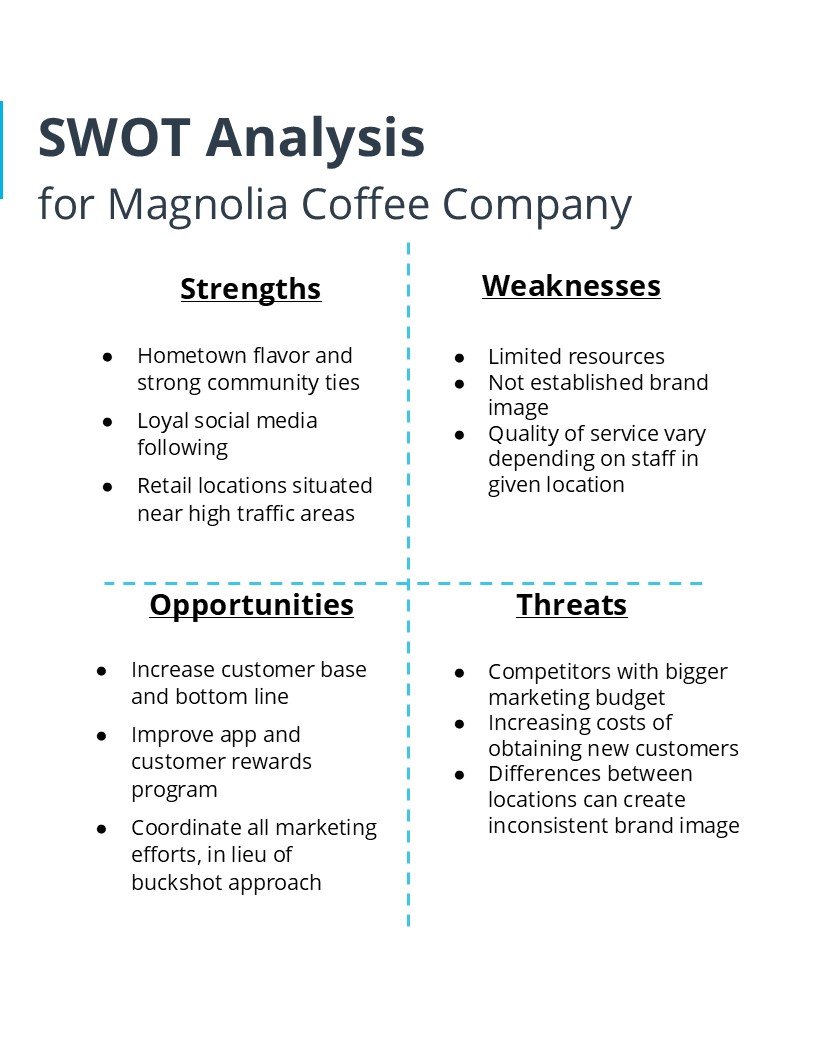 SWOT Analysis
for Magnolia Coffee Company
Strengths
● Hometown flavor and
strong community ties
● Loyal social media
following
● Retail locations situated
near high traffic areas
Weaknesses
● Limited resources
● Not established brand
image
● Quality of service vary
depending on staff in
given location
Opportunities
● Increase customer base
and bottom line
● Improve app and
customer rewards
program
● Coordinate all marketing
efforts, in lieu of
buckshot approach
Threats
● Competitors with bigger
marketing budget
● Increasing costs of
obtaining new customers
● Differences between
locations can create
inconsistent brand image